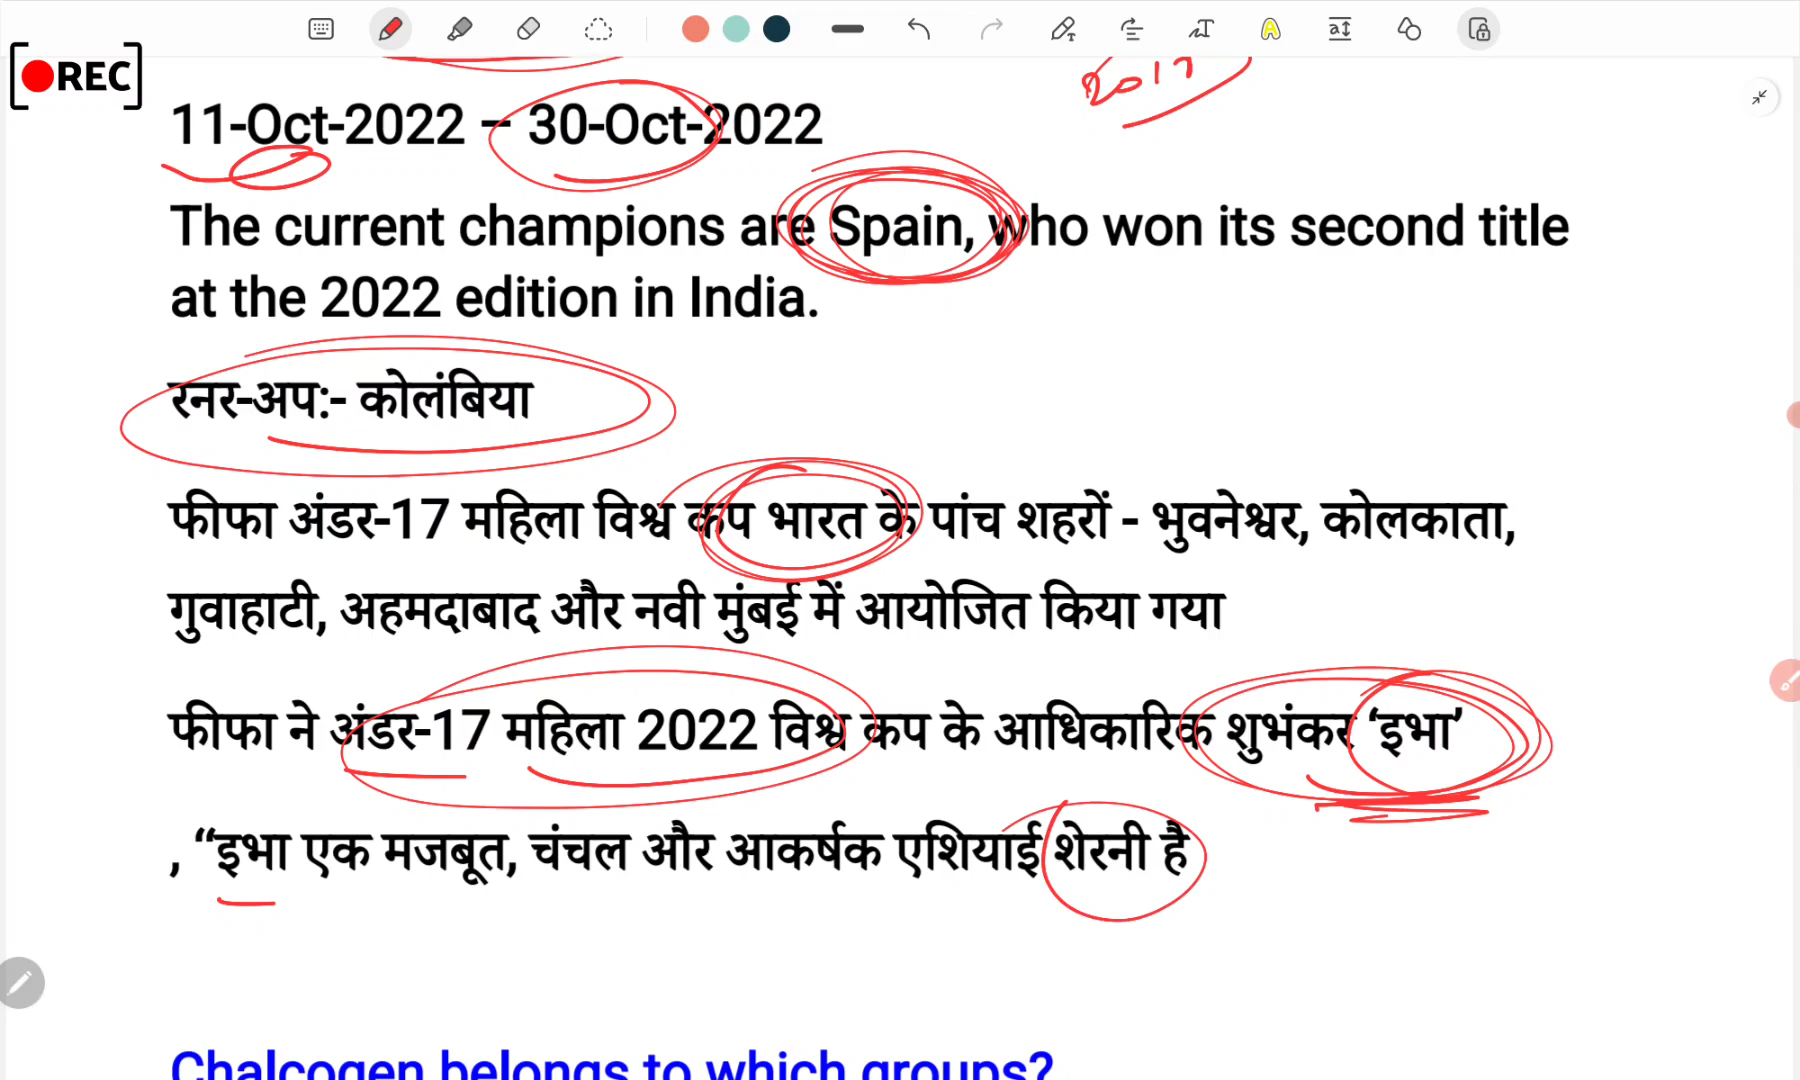 REC
2017
11-Oct-2022 – 30-Oct-2022
The current champions are Spain, who won its second title
at the 2022 edition in India.
रनर-अप:- कोलंबिया
फीफा अंडर-17 महिला विश्व कप भारत के पांच शहरों - भुवनेश्वर, कोलकाता,
गुवाहाटी, अहमदाबाद और नवी मुंबई में आयोजित किया गया
फीफा ने अंडर-17 महिला 2022 विश्व कप के आधिकारिक शुभंकर ‘इभा’
, “इभा एक मजबूत, चंचल और आकर्षक एशियाई शेरनी है
Chalcogen belongs to which groups?